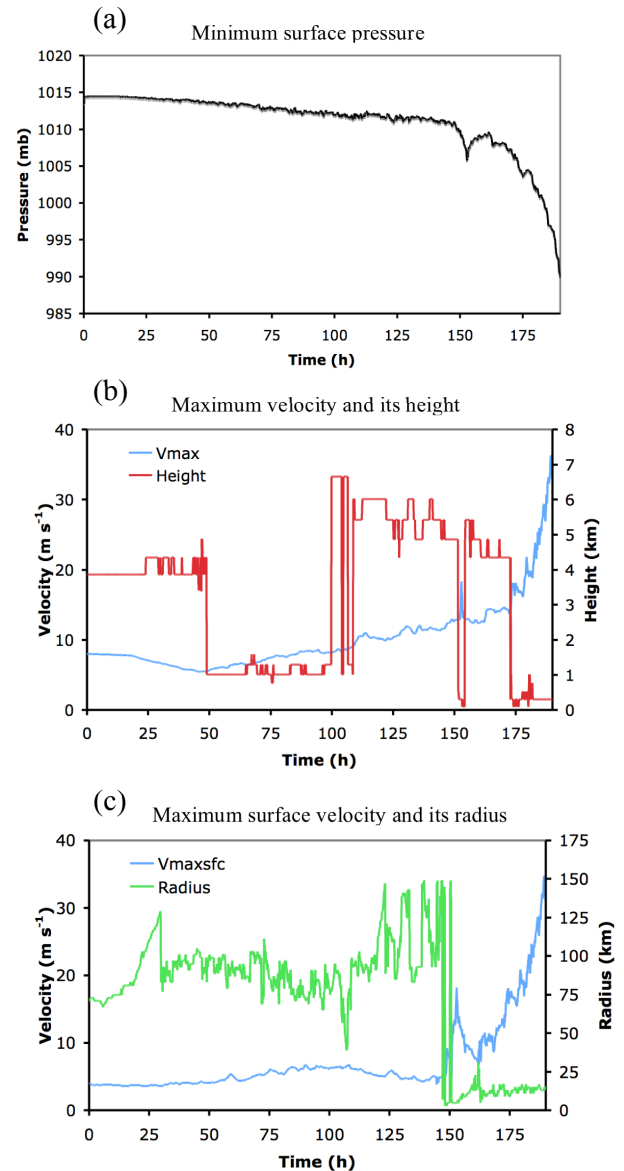 (a)
Minimum surface pressure
1020
1015
1010
1005
1000
995
990
985
Pressure (mb)
0 25 50 75 100 125 150 175
Time (h)
(b)
Maximum velocity and its height
40
30
20
10
0
Velocity (m s⁻¹)
Vmax
Height
8
7
6
5
4
3
2
1
0
Height (km)
0 25 50 75 100 125 150 175
Time (h)
(c)
Maximum surface velocity and its radius
40
30
20
10
0
Velocity (m s⁻¹)
Vmaxsfc
Radius
175
150
125
100
75
50
25
0
Radius (km)
0 25 50 75 100 125 150 175
Time (h)